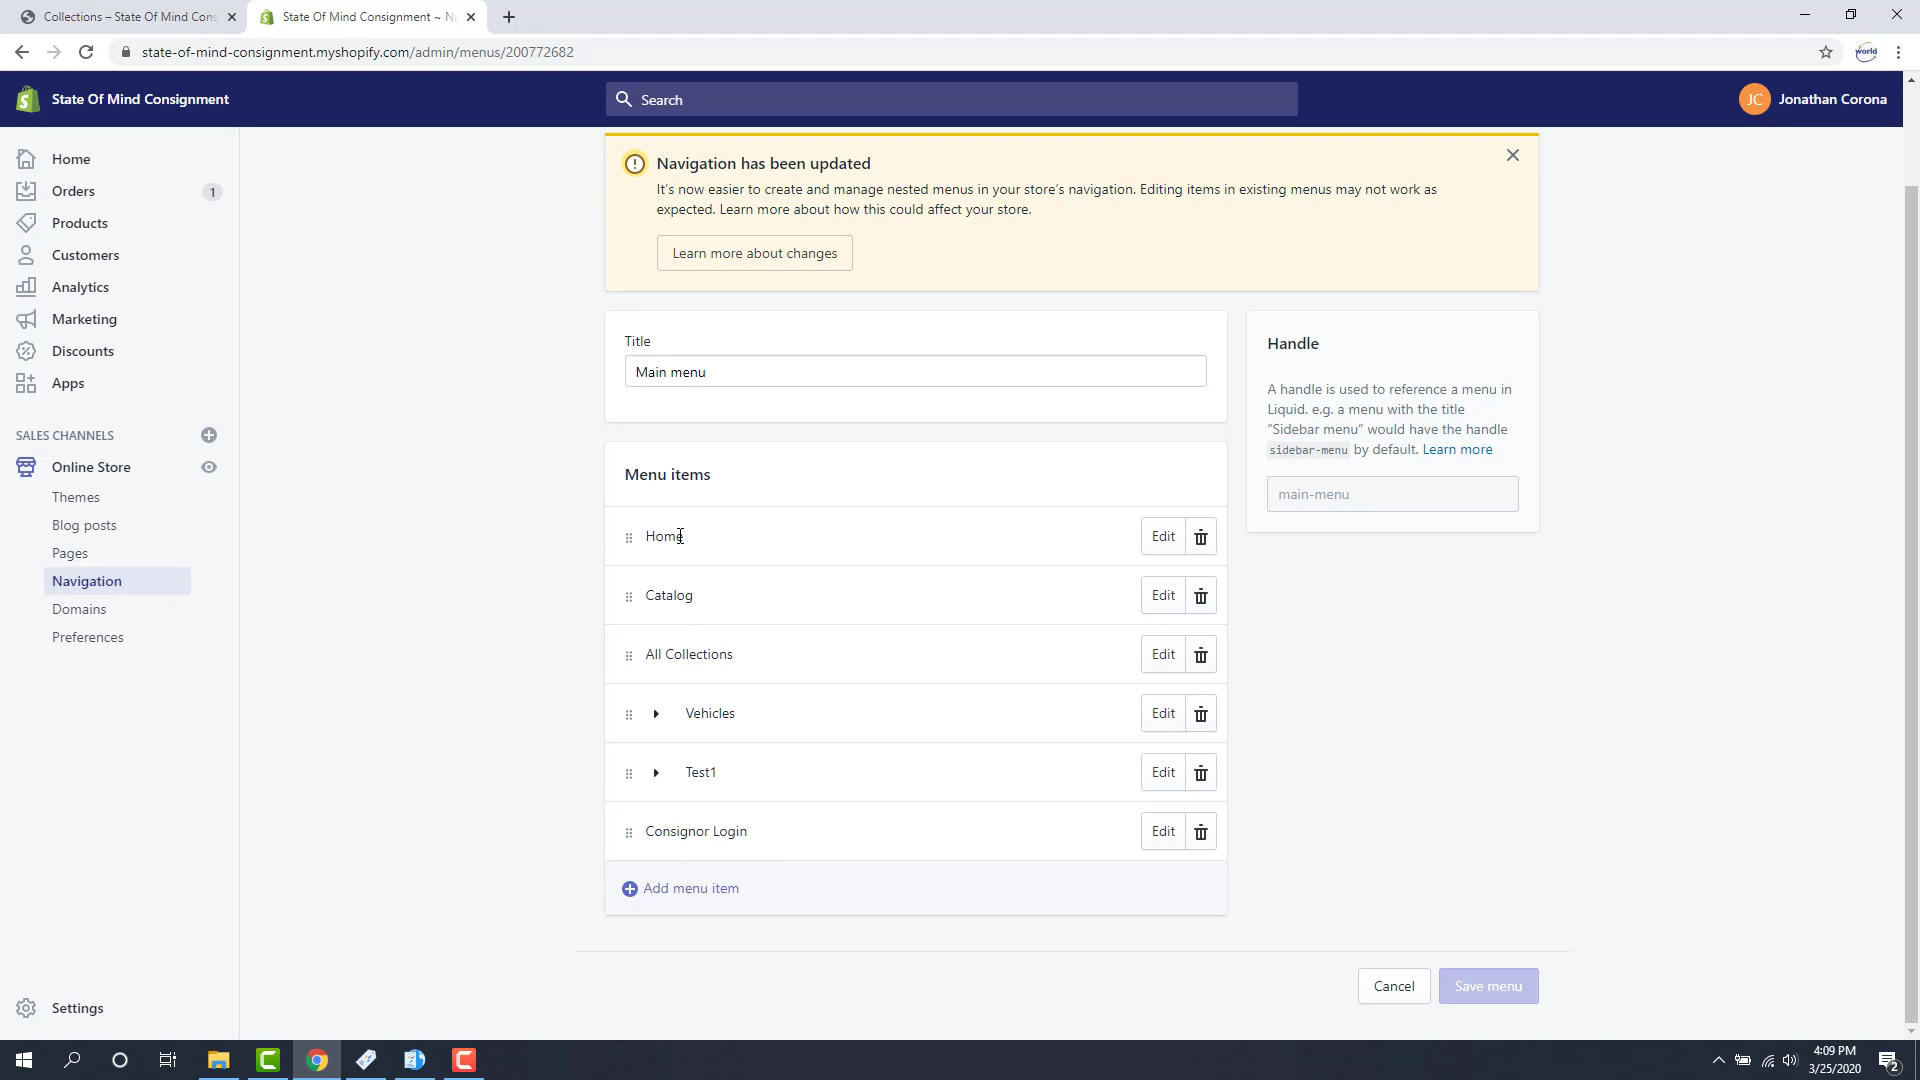 Collections – State Of Mind Cons
State Of Mind Consignment ~ Na
state-of-mind-consignment.myshopify.com/admin/menus/200772682
world
State Of Mind Consignment
Search
JC
Jonathan Corona
Home
Orders
1
Products
Customers
Analytics
Marketing
Discounts
Apps
SALES CHANNELS
Online Store
Themes
Blog posts
Pages
Navigation
Domains
Preferences
Settings
Navigation has been updated
It's now easier to create and manage nested menus in your store's navigation. Editing items in existing menus may not work as
expected. Learn more about how this could affect your store.
Learn more about changes
Title
Main menu
Menu items
Home
Edit
Catalog
Edit
All Collections
Edit
Vehicles
Edit
Test1
Edit
Consignor Login
Edit
Add menu item
Handle
A handle is used to reference a menu in
Liquid. e.g. a menu with the title
“Sidebar menu” would have the handle
sidebar-menu by default. Learn more
main-menu
Cancel
Save menu
4:09 PM
3/25/2020
2